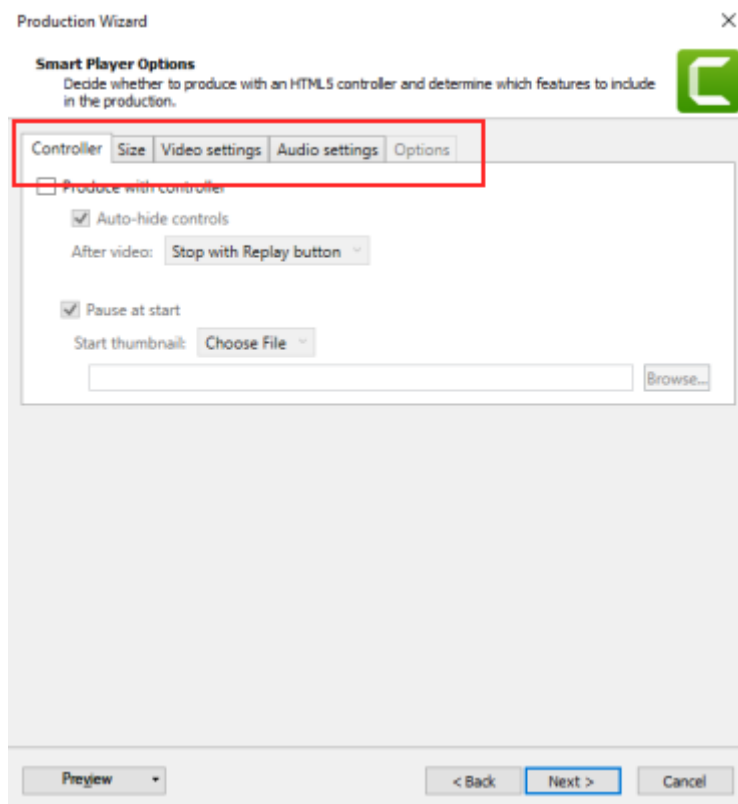 Production Wizard
Smart Player Options
Decide whether to produce with an HTML5 controller and determine which features to include
in the production.
Controller Size Video settings Audio settings Options
Produce with controller
Auto-hide controls
After video: Stop with Replay button
Pause at start
Start thumbnail: Choose File
Browse...
Preview < Back Next > Cancel